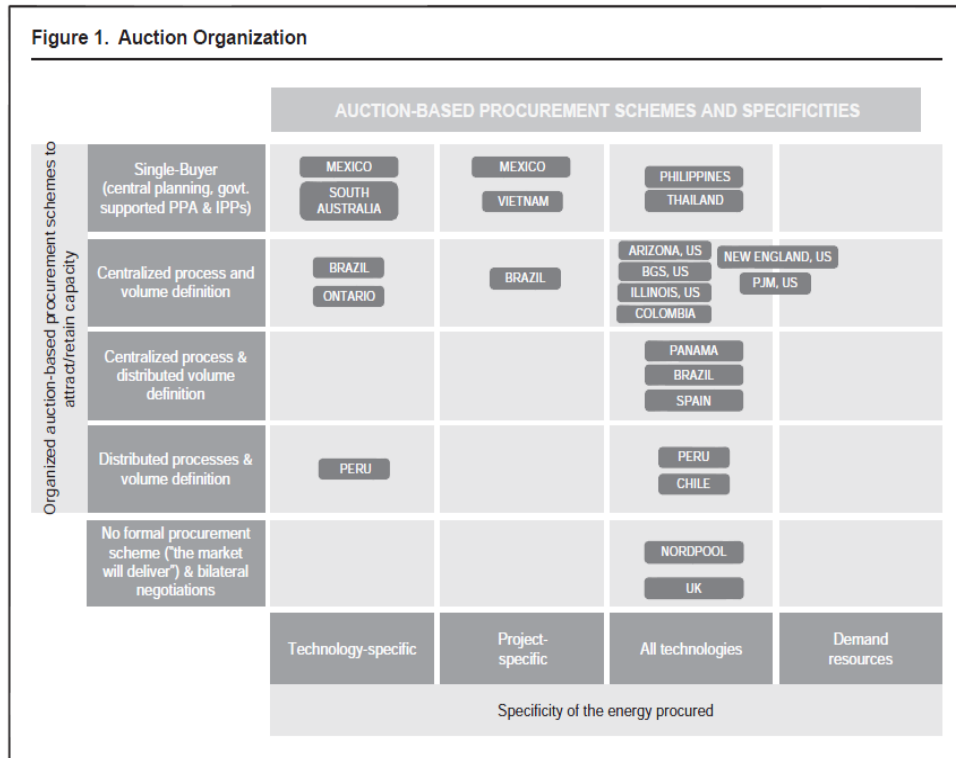 Figure 1. Auction Organization
AUCTION-BASED PROCUREMENT SCHEMES AND SPECIFICITIES
Organized auction-based procurement schemes to
attract/retain capacity
Single-Buyer
(central planning, govt.
supported PPA & IPPs)
MEXICO
SOUTH
AUSTRALIA
MEXICO
VIETNAM
PHILIPPINES
THAILAND
Centralized process and
volume definition
BRAZIL
ONTARIO
BRAZIL
ARIZONA, US
BGS, US
ILLINOIS, US
COLOMBIA
NEW ENGLAND, US
PJM, US
Centralized process &
distributed volume
definition
PANAMA
BRAZIL
SPAIN
Distributed processes &
volume definition
PERU
PERU
CHILE
No formal procurement
scheme ("the market
will deliver") & bilateral
negotiations
NORDPOOL
UK
Technology-specific
Project-
specific
All technologies
Demand
resources
Specificity of the energy procured